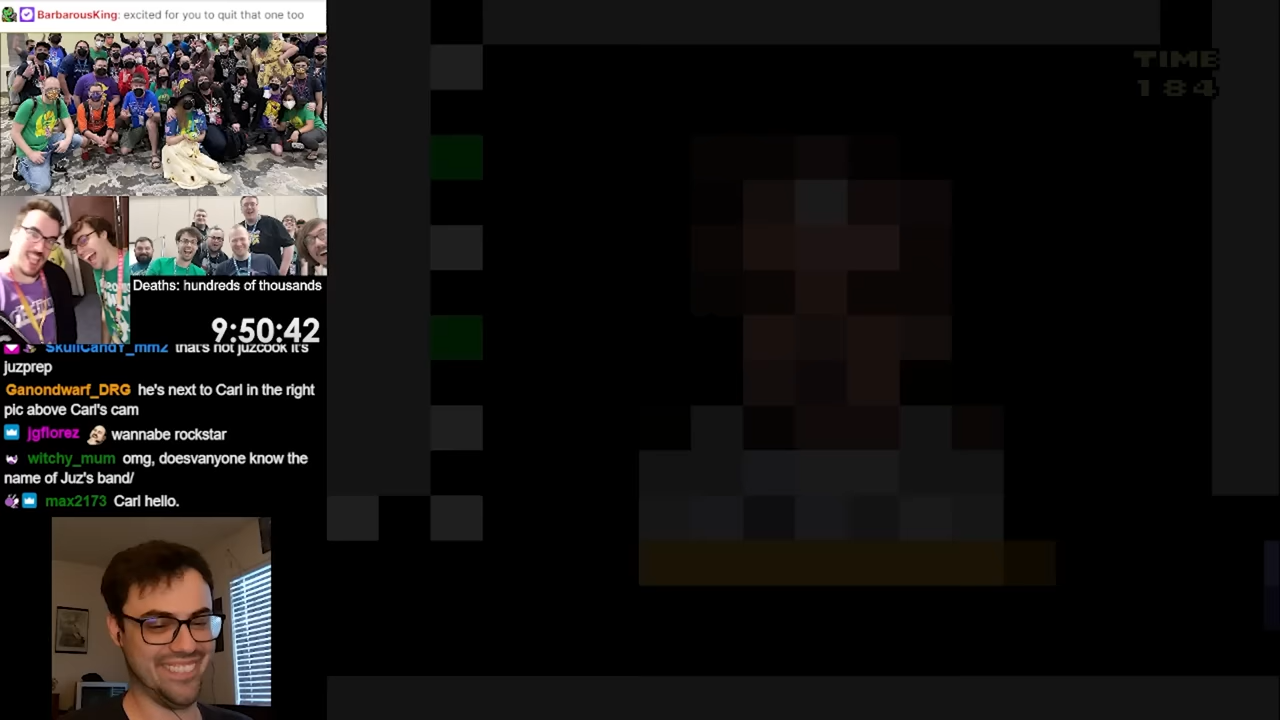 BarbarousKing: excited for you to quit that one too
TIME
184
Deaths: hundreds of thousands
9:50:42
SkullCandY_mm2 that's not juzcook it's
juzprep
Ganondwarf_DRG he's next to Carl in the right
pic above Carl's cam
jgflorez wannabe rockstar
witchy_mum omg, doesvanyone know the
name of Juz's band/
max2173 Carl hello.